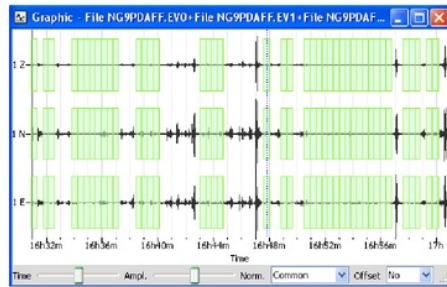 Graphic - File NG9PDAFF.EV0+File NG9PDAFF.EV1+File NG9PDAF...
1 Z
1 N
1 E
16h32m 16h36m 16h40m 16h44m 16h48m 16h52m 16h56m 17h
Time
Time Ampl. Norm. Common Offset No